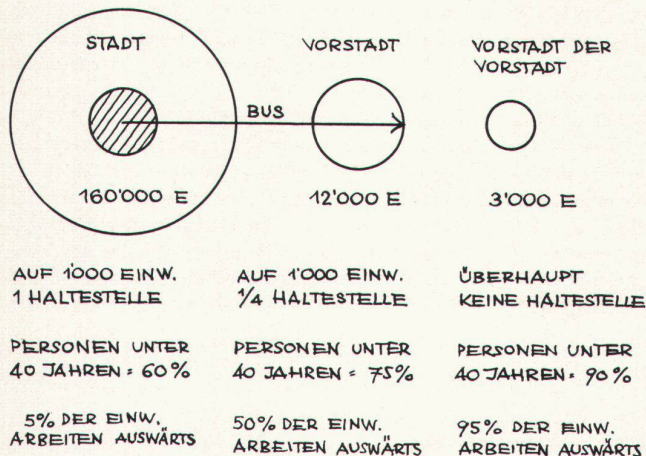 STADT
VORSTADT
VORSTADT DER
VORSTADT
BUS
160'000 E
12'000 E
3'000 E
AUF 1'000 EINW.
1 HALTESTELLE
AUF 1'000 EINW.
1/4 HALTESTELLE
ÜBERHAUPT
KEINE HALTESTELLE
PERSONEN UNTER
40 JAHREN = 60%
PERSONEN UNTER
40 JAHREN = 75%
PERSONEN UNTER
40 JAHREN = 90%
5% DER EINW.
ARBEITEN AUSWÄRTS
50% DER EINW.
ARBEITEN AUSWÄRTS
95% DER EINW.
ARBEITEN AUSWÄRTS